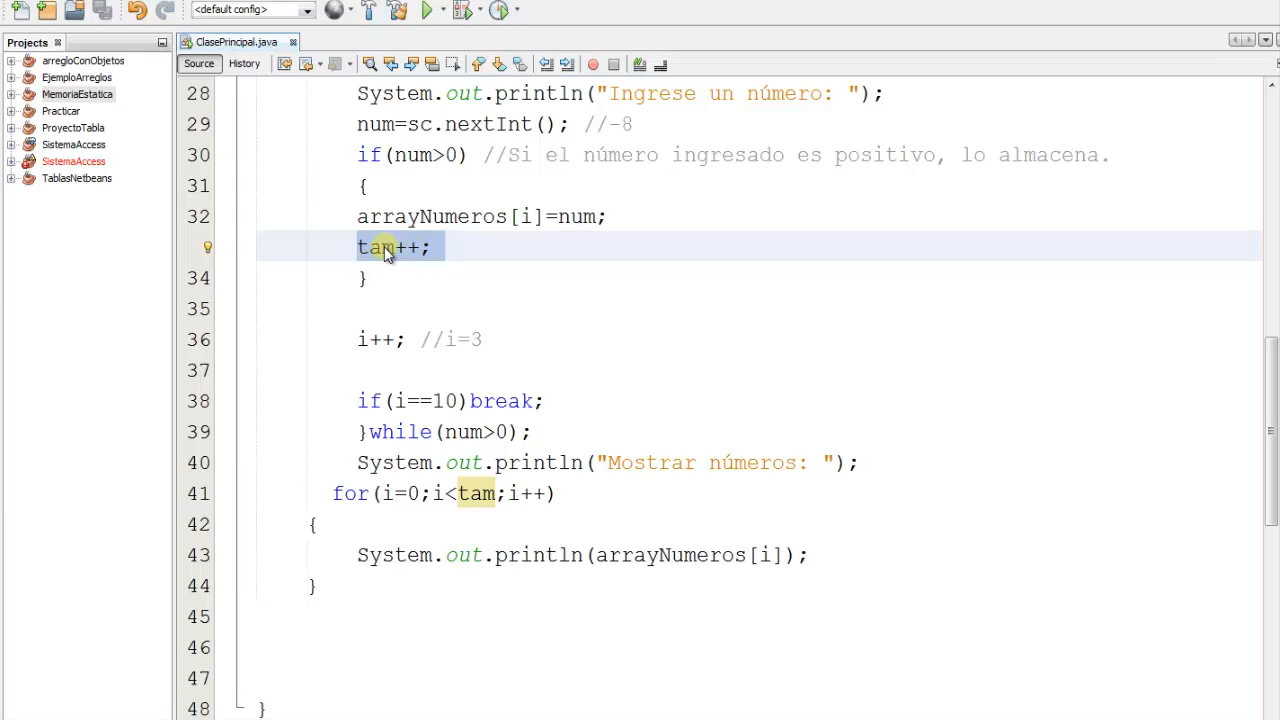 <default config>
Projects
ClasePrincipal.java
Source
History
arregloConObjetos
EjemploArreglos
MemoriaEstatica
Practicar
ProyectoTabla
SistemaAccess
SistemaAccess
TablasNetbeans
28 System.out.println("Ingrese un número: ");
29 num=sc.nextInt(); //-8
30 if(num>0) //Si el número ingresado es positivo, lo almacena.
31 {
32 arrayNumeros[i]=num;
tam++;
34 }
35
36 i++; //i=3
37
38 if(i==10)break;
39 }while(num>0);
40 System.out.println("Mostrar números: ");
41 for(i=0;i<tam;i++)
42 {
43 System.out.println(arrayNumeros[i]);
44 }
45
46
47
48 }